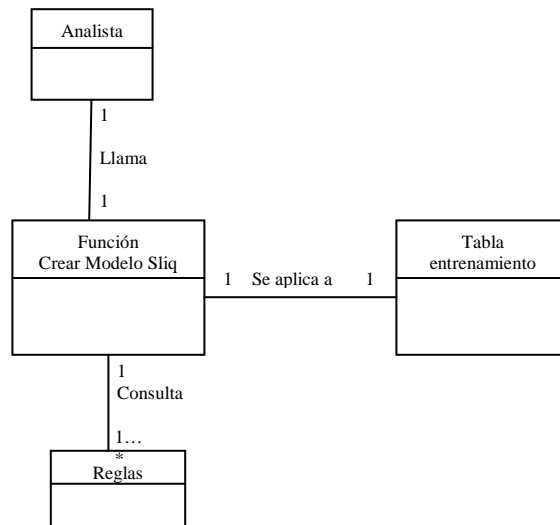 Analista
1
Llama
1
Función
Crear Modelo Sliq
1 Se aplica a 1
Tabla
entrenamiento
1
Consulta
1…
*
Reglas